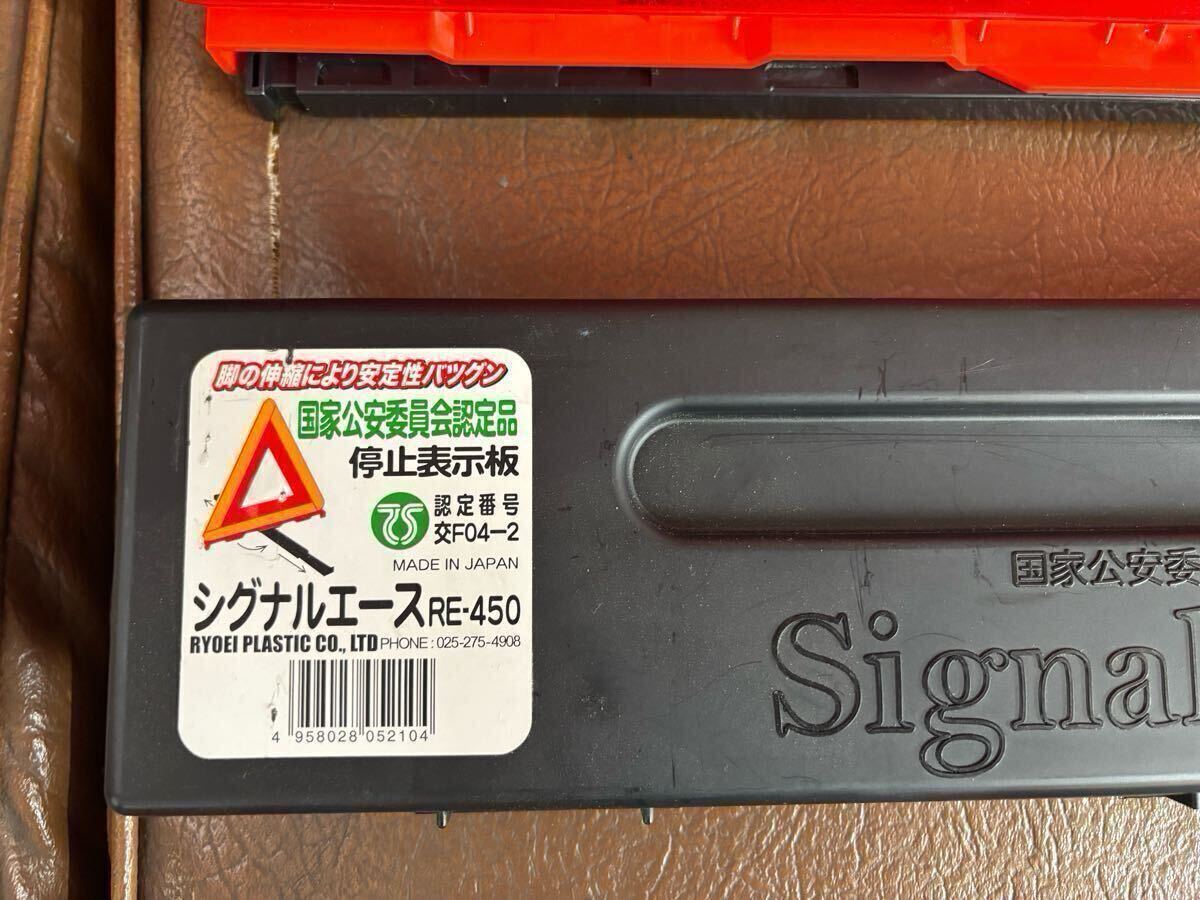 脚の伸縮により安定性バツグン
国家公安委員会認定品
停止表示板
認定番号
交F04-2
MADE IN JAPAN
シグナルエース RE-450
RYOEI PLASTIC CO., LTD PHONE : 025-275-4908
4 958028 052104
国家公安委
Signal